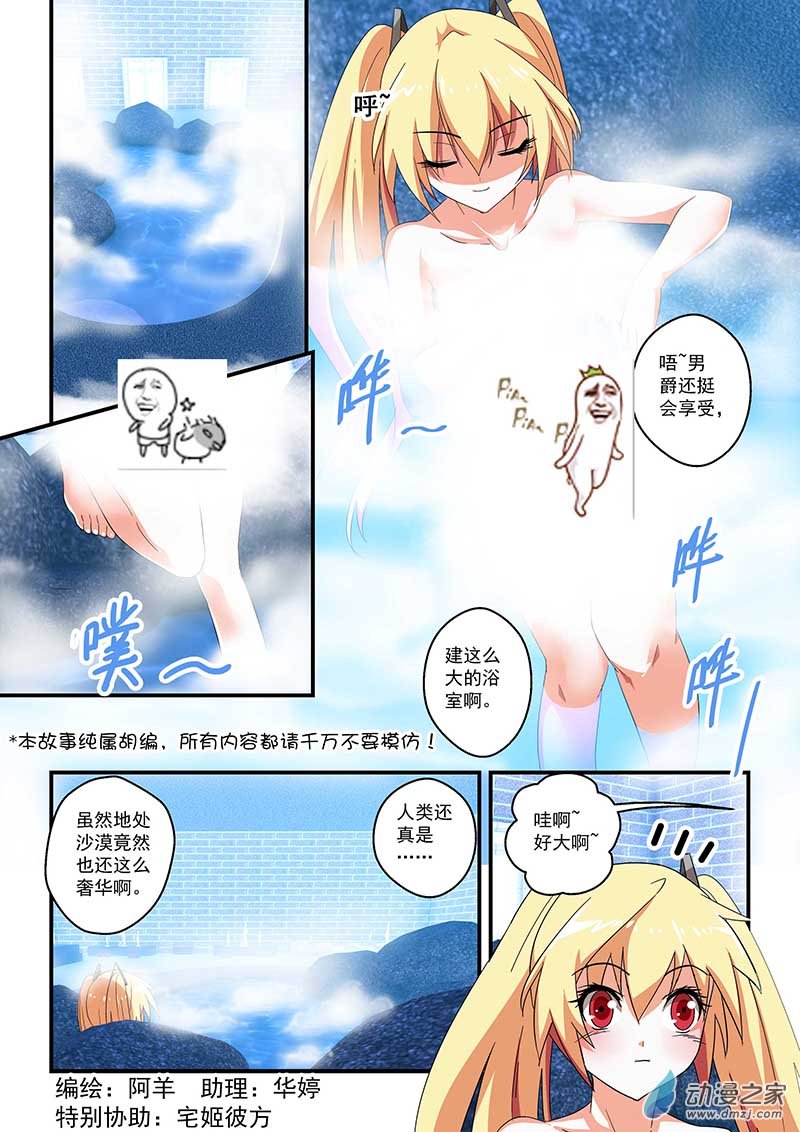 呼~
哗~
噗~
Pia~
Pia~
Pia~
唔~男
爵还挺
会享受，
哗
哗！
建这么
大的浴
室啊。
*本故事纯属胡编，所有内容都请千万不要模仿！
虽然地处
沙漠竟然
也还这么
奢华啊。
人类还
真是
……
哇啊~
好大啊~
!!!
编绘：阿羊 助理：华婷
特别协助：宅姬彼方
动漫之家
www.dmzj.com